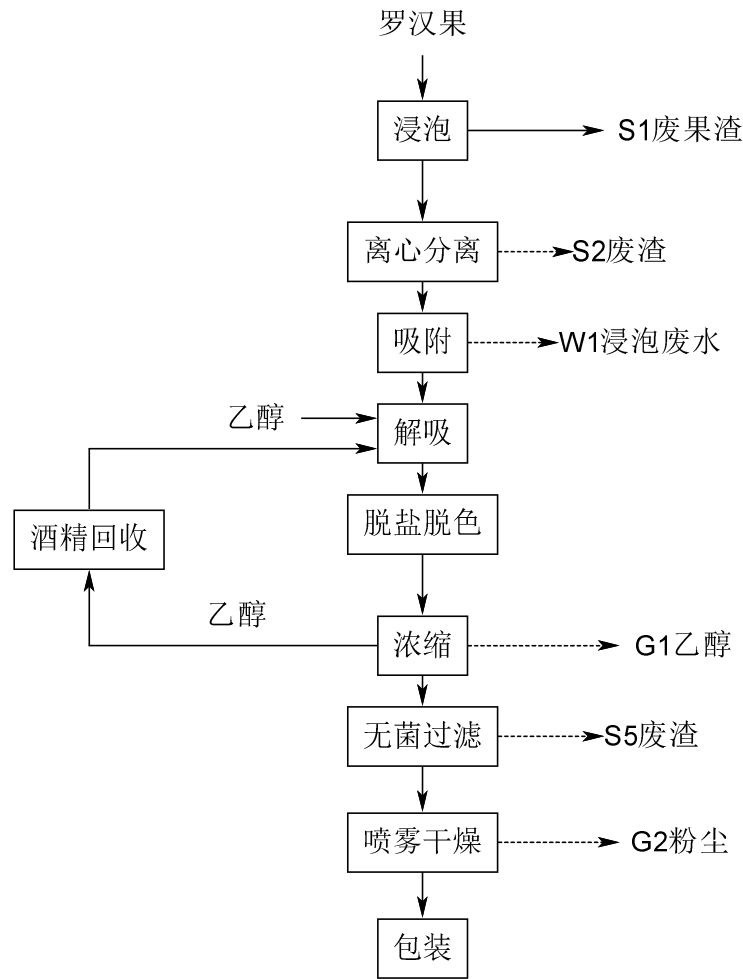 罗汉果
浸泡
S1废果渣
离心分离
S2废渣
吸附
W1浸泡废水
乙醇
解吸
脱盐脱色
酒精回收
乙醇
浓缩
G1乙醇
无菌过滤
S5废渣
喷雾干燥
G2粉尘
包装